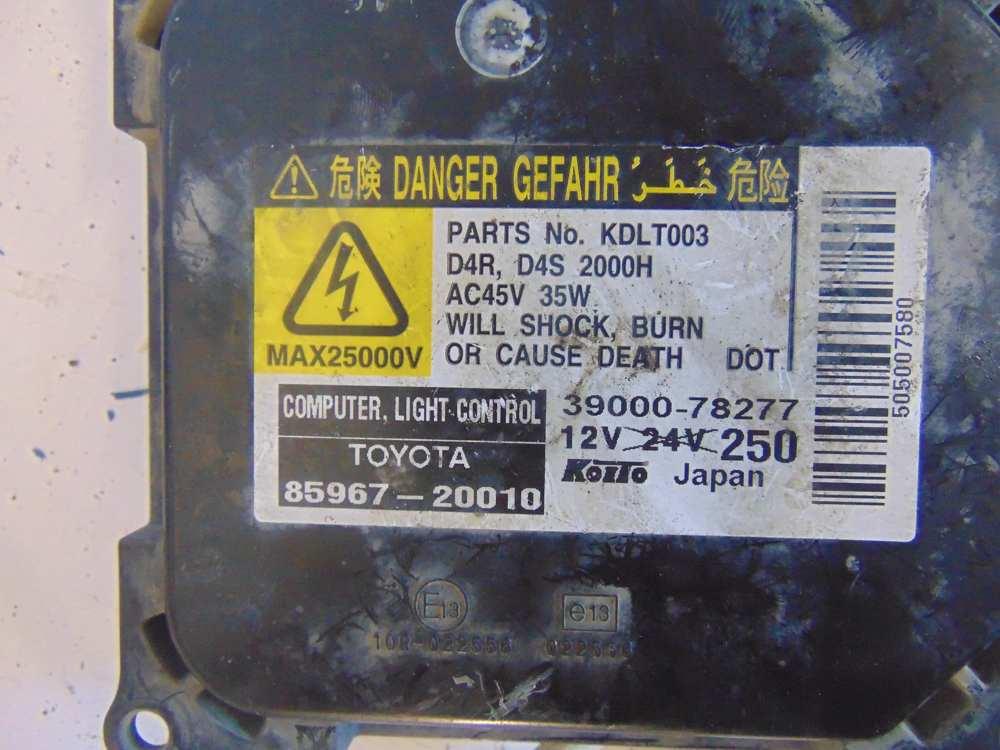 危険 DANGER GEFAHR خَطَرْ 危险
PARTS No. KDLT003
D4R, D4S 2000H
AC45V 35W
WILL SHOCK, BURN
OR CAUSE DEATH DOT
MAX25000V
COMPUTER, LIGHT CONTROL
TOYOTA
85967-20010
39000-78277
12V 24V 250
KOITO Japan
505007580
E13
e13
10R-022556